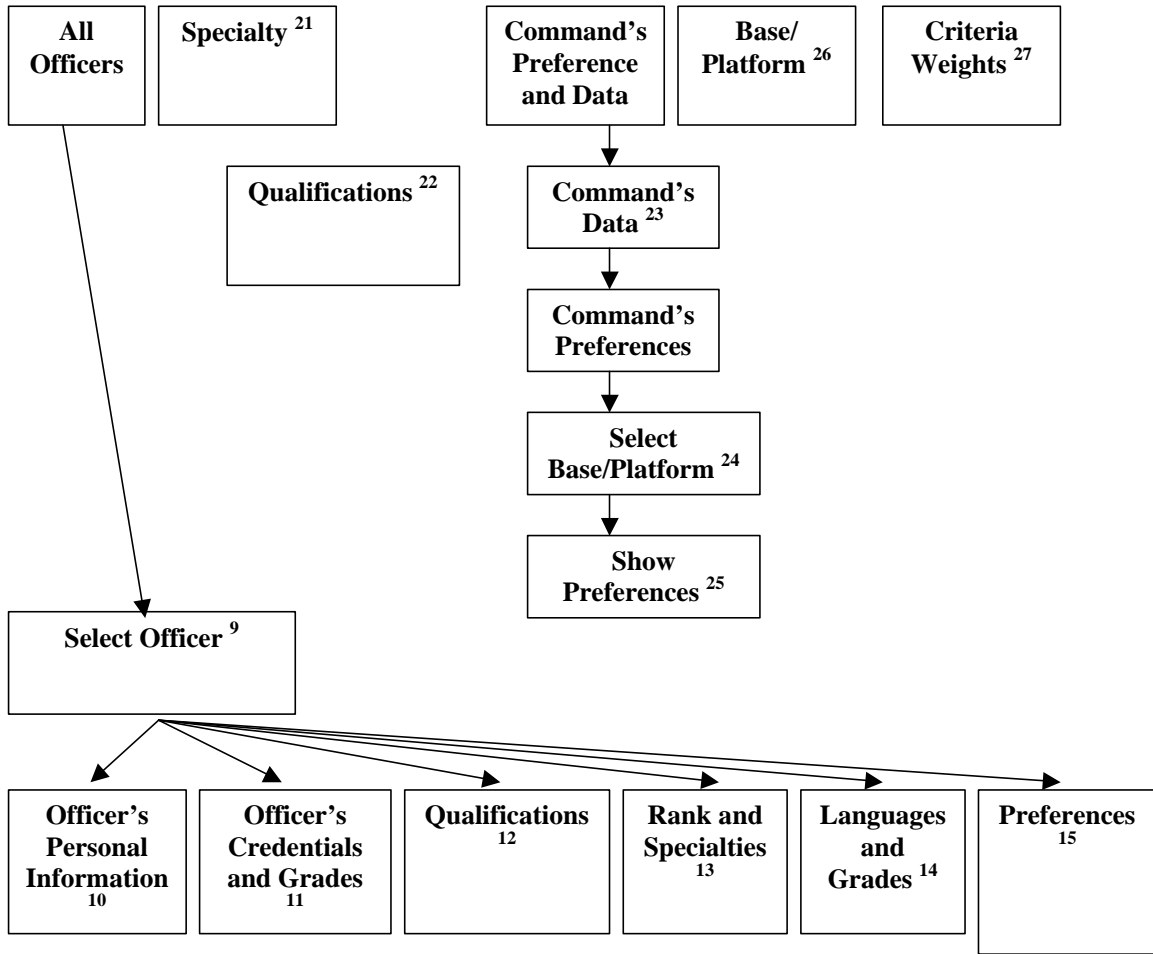 All
Officers
Specialty 21
Command's
Preference
and Data
Base/
Platform 26
Criteria
Weights 27
Qualifications 22
Command's
Data 23
Command's
Preferences
Select
Base/Platform 24
Show
Preferences 25
Select Officer 9
Officer's
Personal
Information
10
Officer's
Credentials
and Grades
11
Qualifications
12
Rank and
Specialties
13
Languages
and
Grades 14
Preferences
15